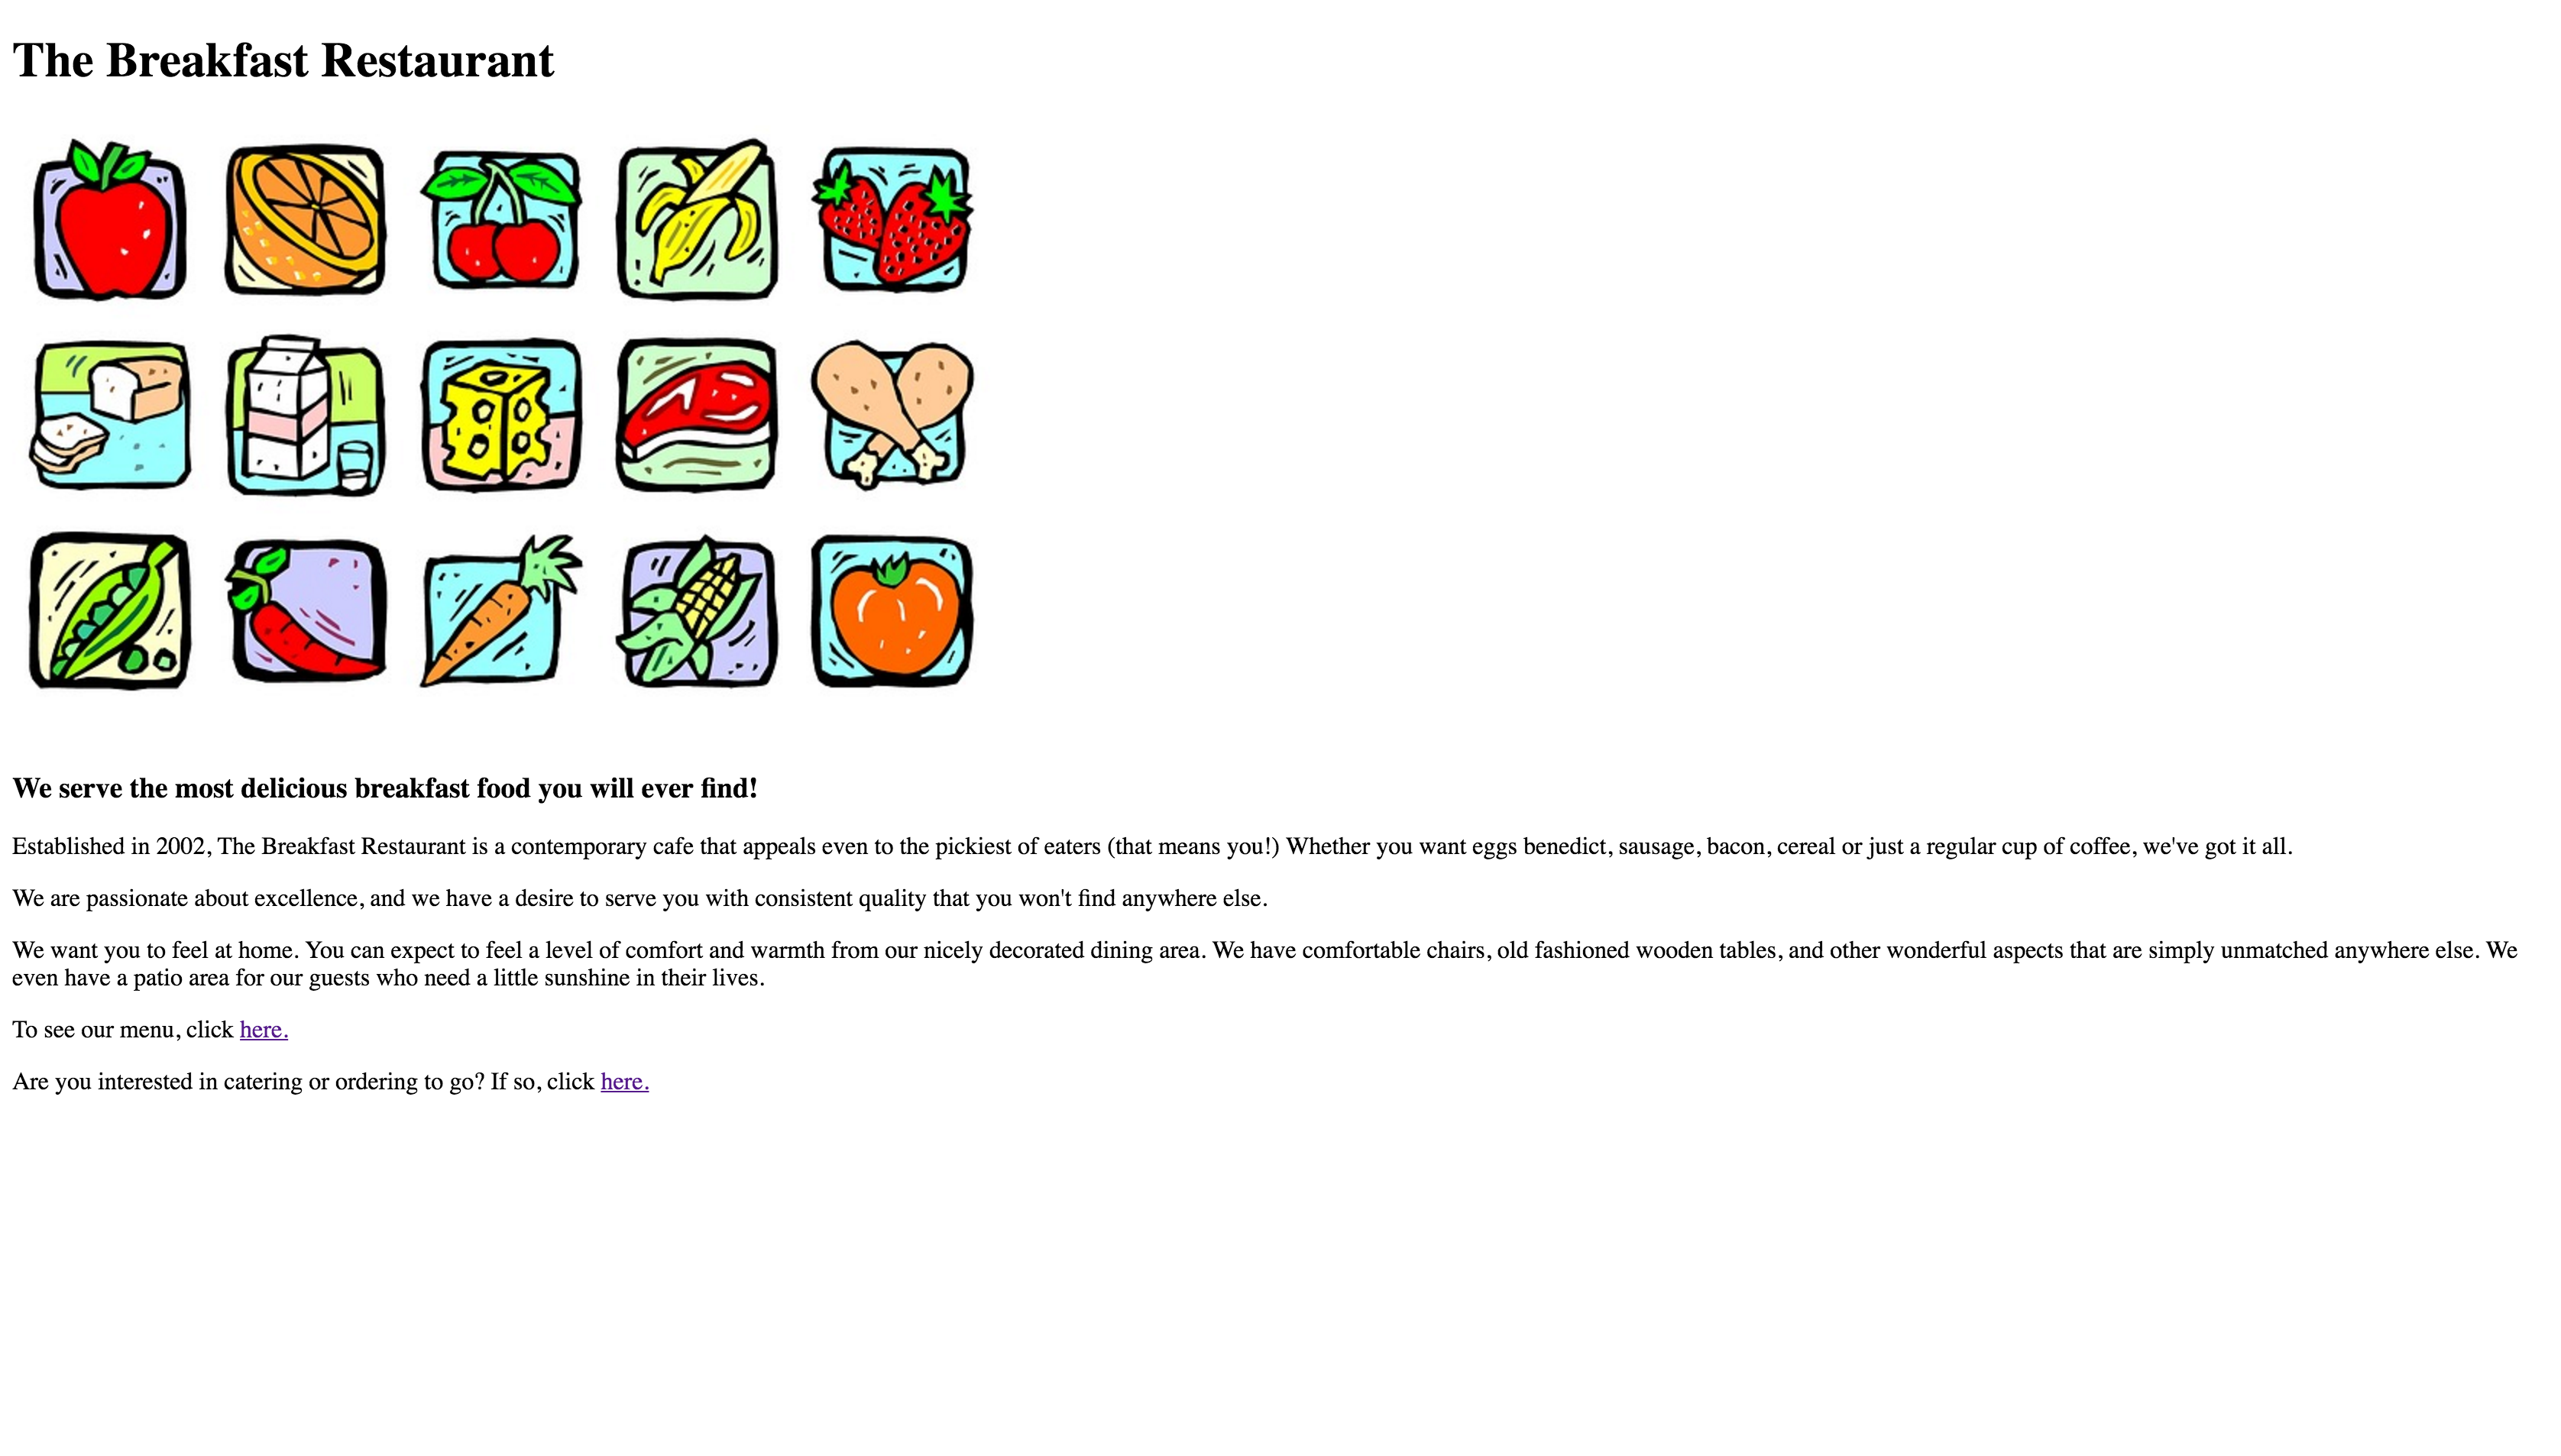 The Breakfast Restaurant
We serve the most delicious breakfast food you will ever find!
Established in 2002, The Breakfast Restaurant is a contemporary cafe that appeals even to the pickiest of eaters (that means you!) Whether you want eggs benedict, sausage, bacon, cereal or just a regular cup of coffee, we've got it all.
We are passionate about excellence, and we have a desire to serve you with consistent quality that you won't find anywhere else.
We want you to feel at home. You can expect to feel a level of comfort and warmth from our nicely decorated dining area. We have comfortable chairs, old fashioned wooden tables, and other wonderful aspects that are simply unmatched anywhere else. We
even have a patio area for our guests who need a little sunshine in their lives.
To see our menu, click here.
Are you interested in catering or ordering to go? If so, click here.